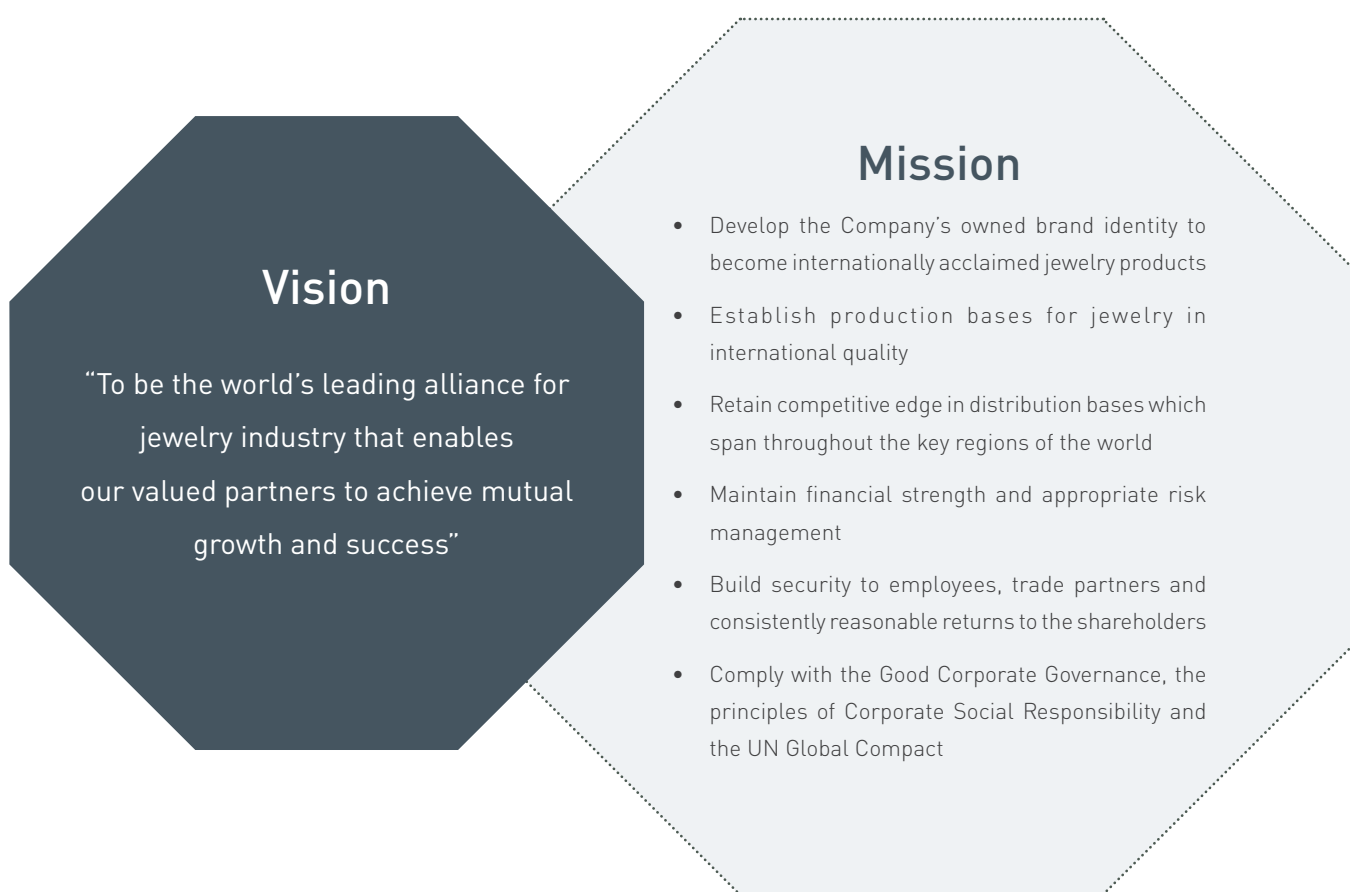 Vision
“To be the world’s leading alliance for
jewelry industry that enables
our valued partners to achieve mutual
growth and success”
Mission
• Develop the Company’s owned brand identity to
become internationally acclaimed jewelry products
• Establish production bases for jewelry in
international quality
• Retain competitive edge in distribution bases which
span throughout the key regions of the world
• Maintain financial strength and appropriate risk
management
• Build security to employees, trade partners and
consistently reasonable returns to the shareholders
• Comply with the Good Corporate Governance, the
principles of Corporate Social Responsibility and
the UN Global Compact